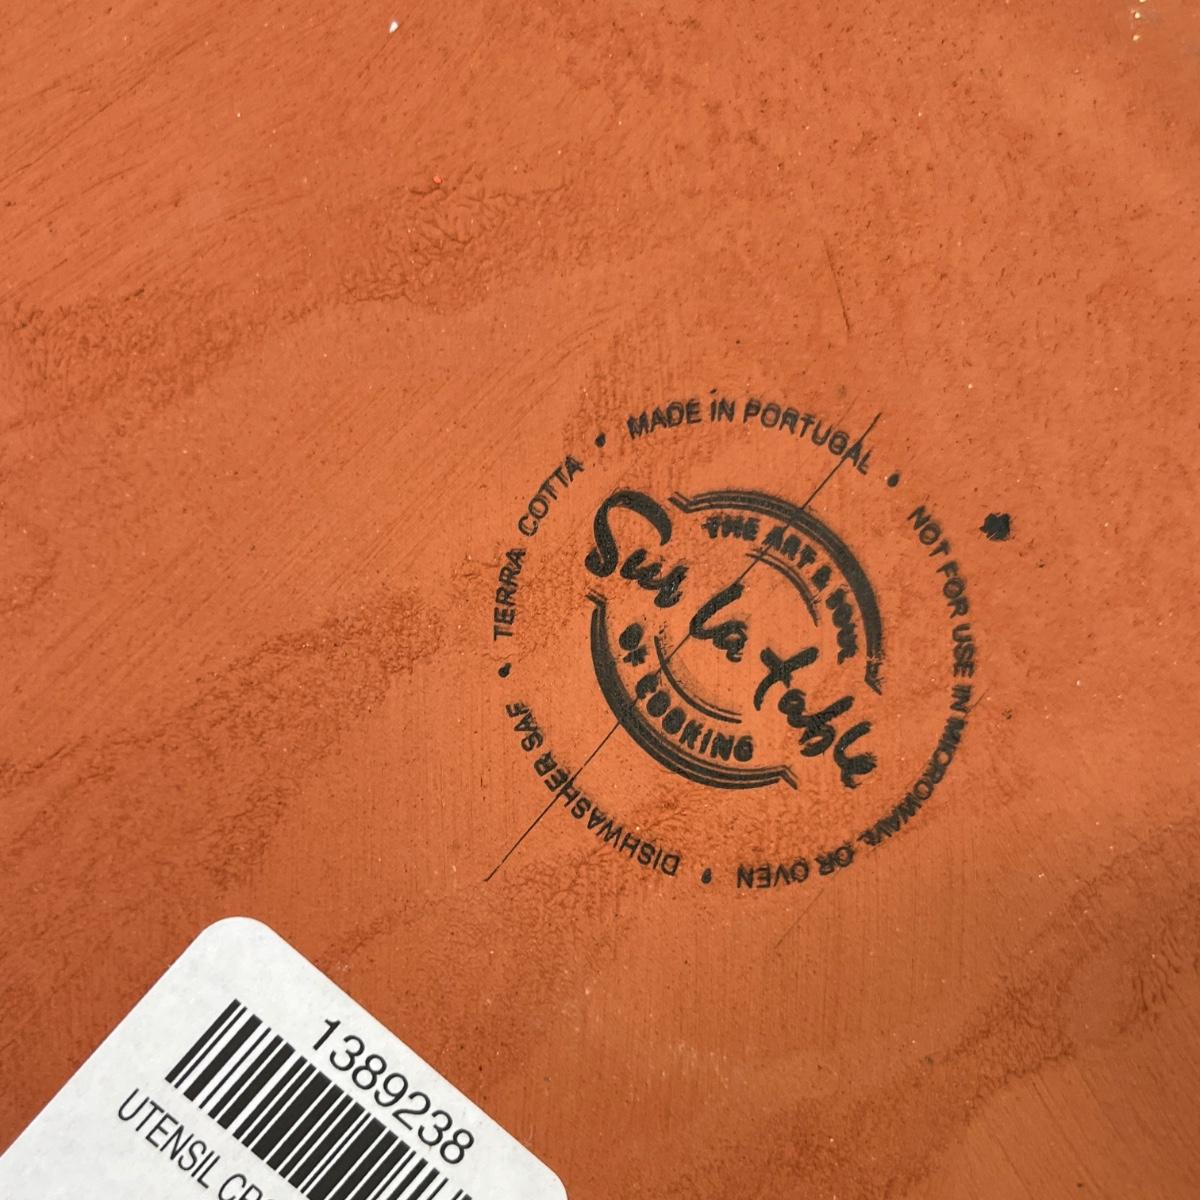 MADE IN PORTUGAL • NOT FOR USE IN MICROWAVE OR OVEN • DISHWASHER SAF • TERRA COTTA •
THE ART & SOUL
Sur la table
OF COOKING
1389238
UTENSIL